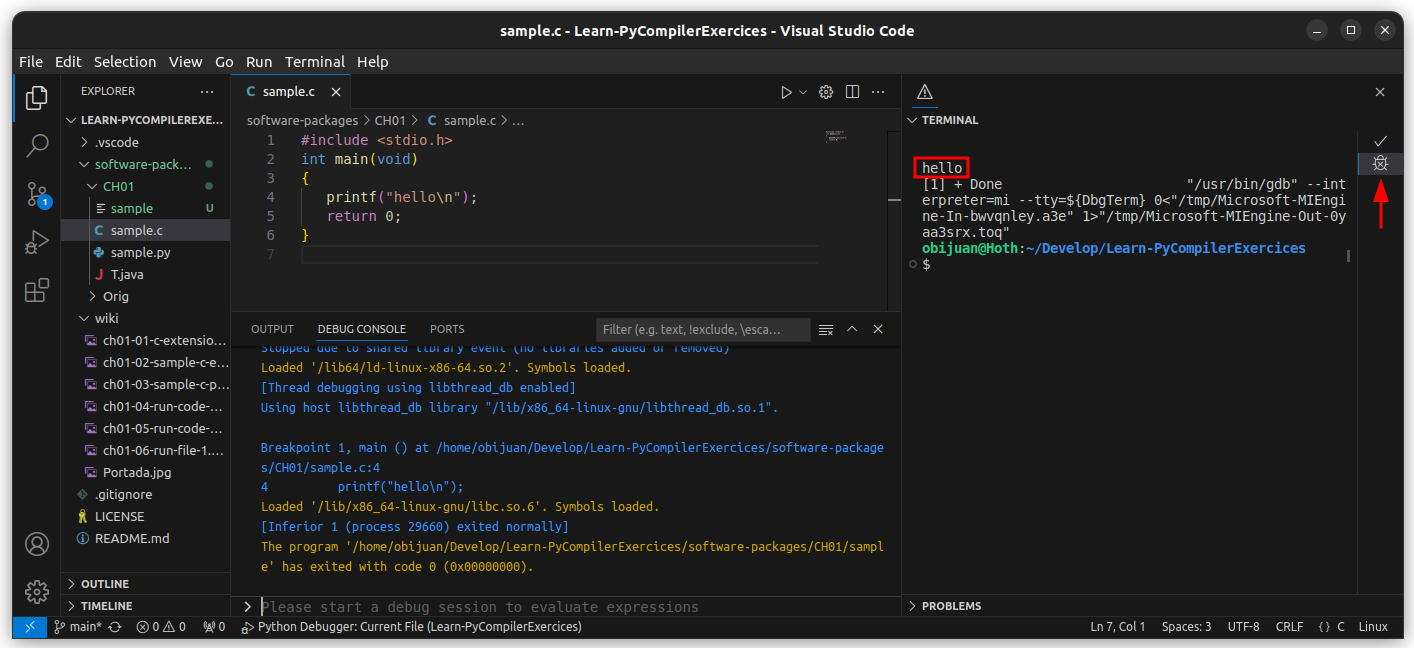 sample.c - Learn-PyCompilerExercices - Visual Studio Code
File Edit Selection View Go Run Terminal Help
EXPLORER
LEARN-PYCOMPILEREXE...
.vscode
software-pack...
CH01
sample U
sample.c
sample.py
T.java
Orig
wiki
ch01-01-c-extensio...
ch01-02-sample-c-e...
ch01-03-sample-c-p...
ch01-04-run-code-...
ch01-05-run-code-...
ch01-06-run-file-1....
Portada.jpg
.gitignore
LICENSE
README.md
OUTLINE
TIMELINE
1
C sample.c
software-packages > CH01 > C sample.c > ...
1 #include <stdio.h>
2 int main(void)
3 {
4 printf("hello\n");
5 return 0;
6 }
7
OUTPUT DEBUG CONSOLE PORTS
Filter (e.g. text, !exclude, \esca...
Stopped due to shared library event (no libraries added or removed)
Loaded '/lib64/ld-linux-x86-64.so.2'. Symbols loaded.
[Thread debugging using libthread_db enabled]
Using host libthread_db library "/lib/x86_64-linux-gnu/libthread_db.so.1".
Breakpoint 1, main () at /home/obijuan/Develop/Learn-PyCompilerExercices/software-package
s/CH01/sample.c:4
4 printf("hello\n");
Loaded '/lib/x86_64-linux-gnu/libc.so.6'. Symbols loaded.
[Inferior 1 (process 29660) exited normally]
The program '/home/obijuan/Develop/Learn-PyCompilerExercices/software-packages/CH01/sampl
e' has exited with code 0 (0x00000000).
> Please start a debug session to evaluate expressions
TERMINAL
hello
[1] + Done "/usr/bin/gdb" --int
erpreter=mi --tty=${DbgTerm} 0<"/tmp/Microsoft-MIEng
ine-In-bwvqnley.a3e" 1>"/tmp/Microsoft-MIEngine-Out-0y
aa3srx.toq"
obijuan@Hoth:~/Develop/Learn-PyCompilerExercices
$
PROBLEMS
main* 0 0 0 Python Debugger: Current File (Learn-PyCompilerExercices) Ln 7, Col 1 Spaces: 3 UTF-8 CRLF {} C Linux